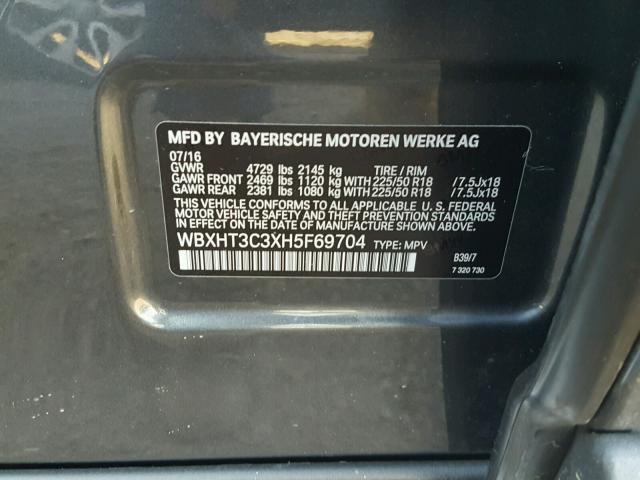 MFD BY BAYERISCHE MOTOREN WERKE AG
07/16
GVWR 4729 lbs 2145 kg TIRE / RIM
GAWR FRONT 2469 lbs 1120 kg WITH 225/50 R18 /7.5Jx18
GAWR REAR 2381 lbs 1080 kg WITH 225/50 R18 /7.5Jx18
THIS VEHICLE CONFORMS TO ALL APPLICABLE U. S. FEDERAL
MOTOR VEHICLE SAFETY AND THEFT PREVENTION STANDARDS
IN EFFECT ON THE DATE OF MANUFACTURE SHOWN ABOVE.
WBXHT3C3XH5F69704 TYPE: MPV
B39/7
7 320 730